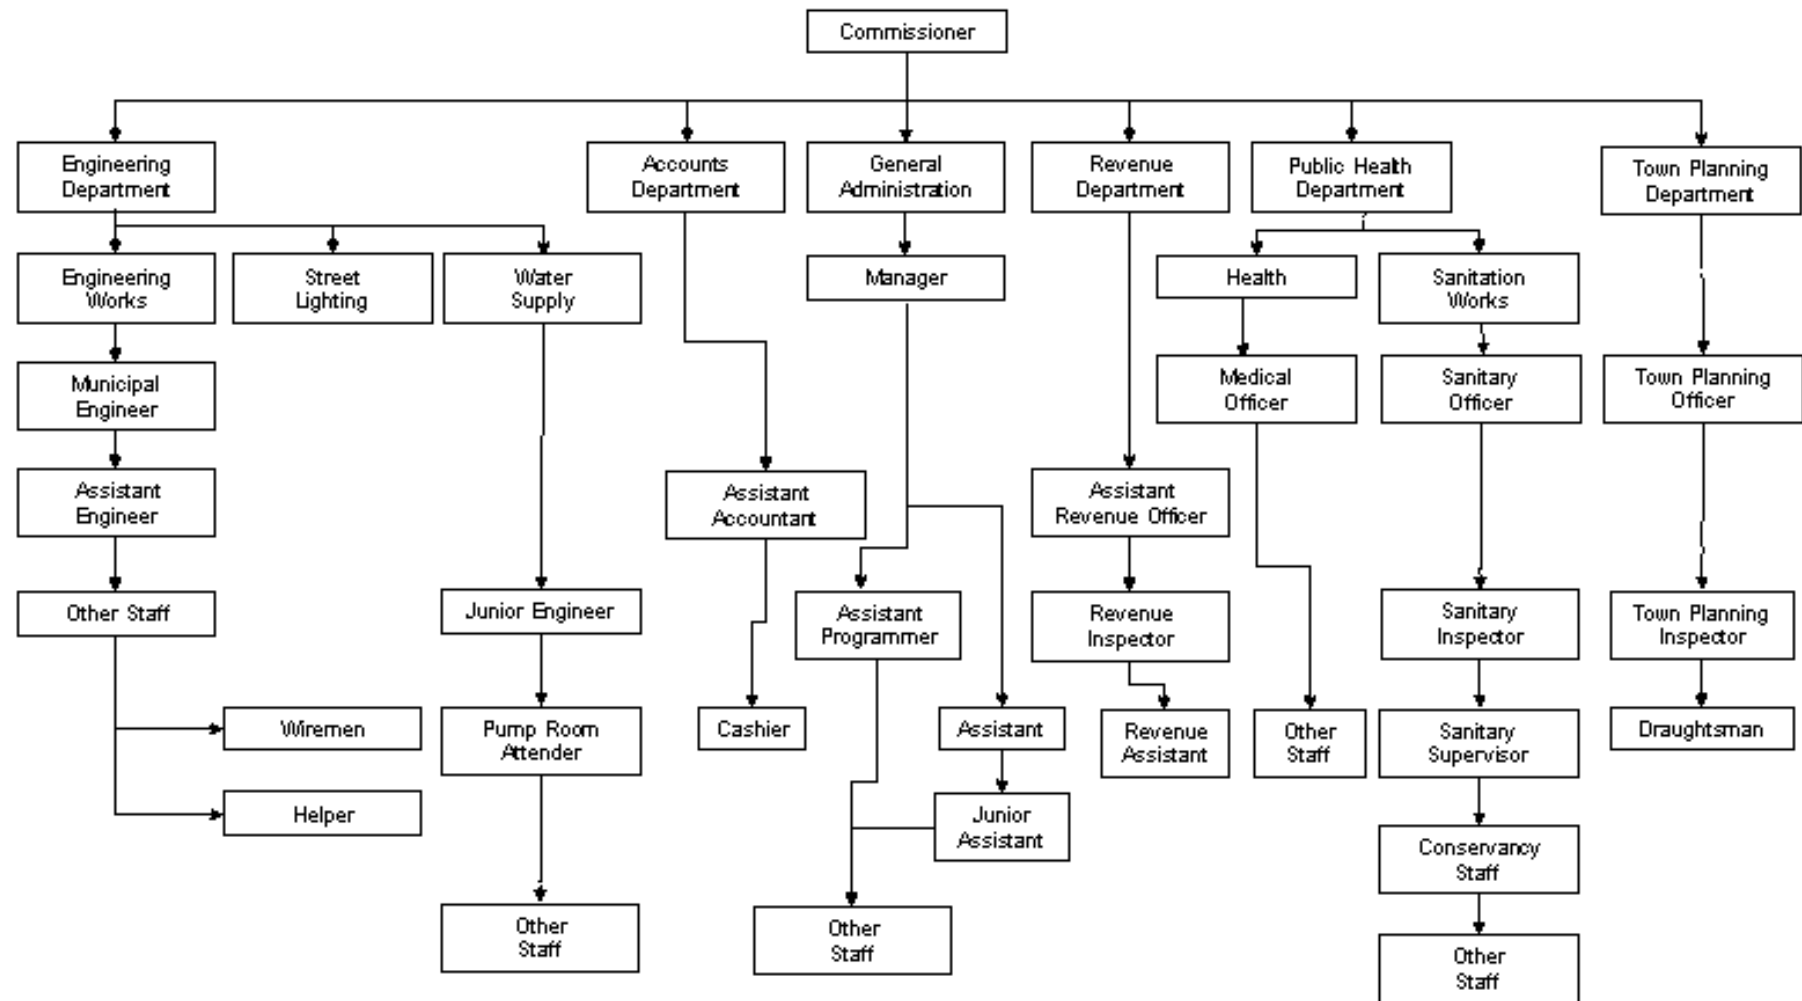 Commissioner
Engineering
Department
Accounts
Department
General
Administration
Revenue
Department
Public Health
Department
Town Planning
Department
Engineering
Works
Street
Lighting
Water
Supply
Manager
Health
Sanitation
Works
Municipal
Engineer
Medical
Officer
Sanitary
Officer
Town Planning
Officer
Assistant
Engineer
Assistant
Accountant
Assistant
Revenue Officer
Other Staff
Junior Engineer
Assistant
Programmer
Revenue
Inspector
Sanitary
Inspector
Town Planning
Inspector
Wiremen
Pump Room
Attender
Cashier
Assistant
Revenue
Assistant
Other
Staff
Sanitary
Supervisor
Draughtsman
Helper
Junior
Assistant
Conservancy
Staff
Other
Staff
Other
Staff
Other
Staff